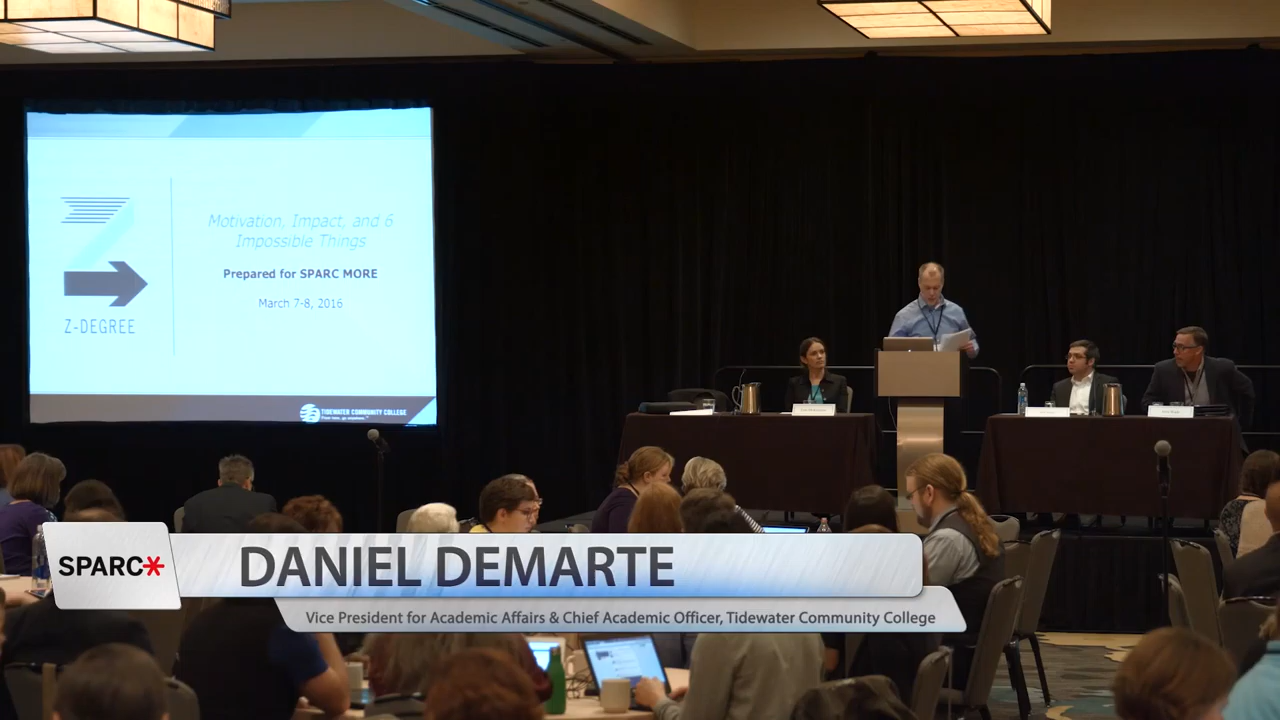 Motivation, Impact, and 6
Impossible Things
Prepared for SPARC MORE
March 7-8, 2016
Z-DEGREE
TIDEWATER COMMUNITY COLLEGE
SPARC*
DANIEL DEMARTE
Vice President for Academic Affairs & Chief Academic Officer, Tidewater Community College